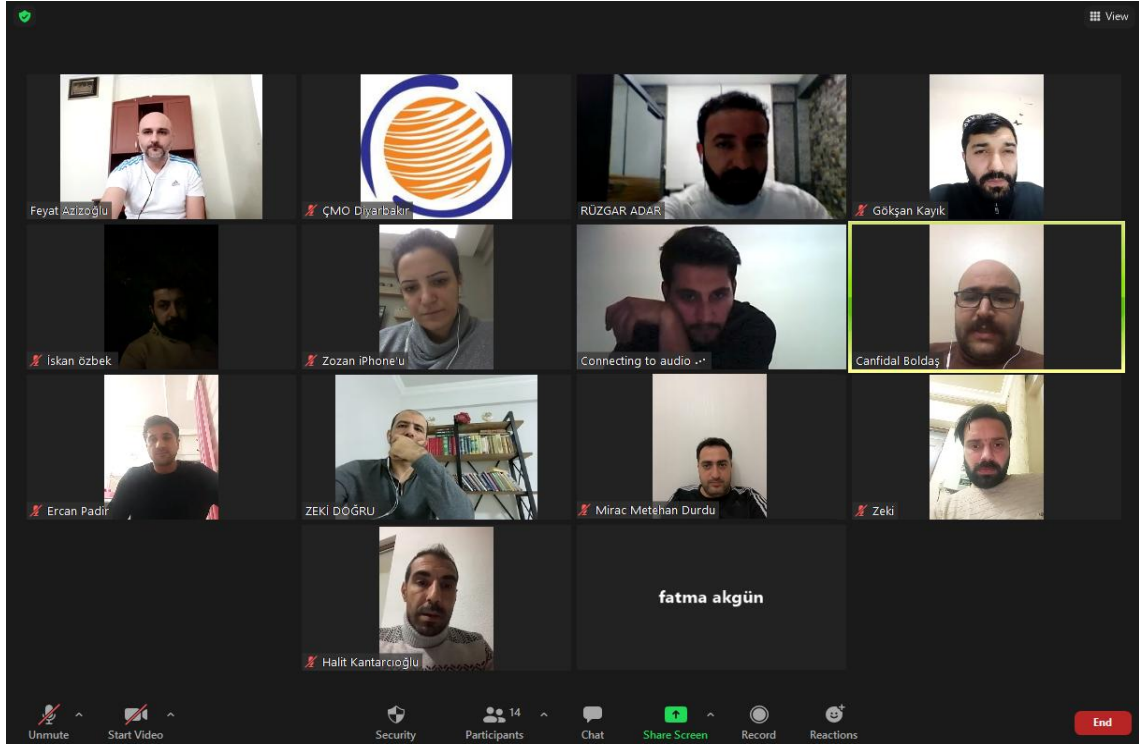 View
Feyat Azizoğlu
ÇMO Diyarbakır
RÜZGAR ADAR
Gökşan Kayık
İskan özbek
Zozan iPhone'u
Connecting to audio ...
Canfidal Boldaş
Ercan Padir
ZEKİ DOĞRU
Mirac Metehan Durdu
Zeki
Halit Kantarcıoğlu
fatma akgün
Unmute
Start Video
Security
14
Participants
Chat
Share Screen
Record
Reactions
End